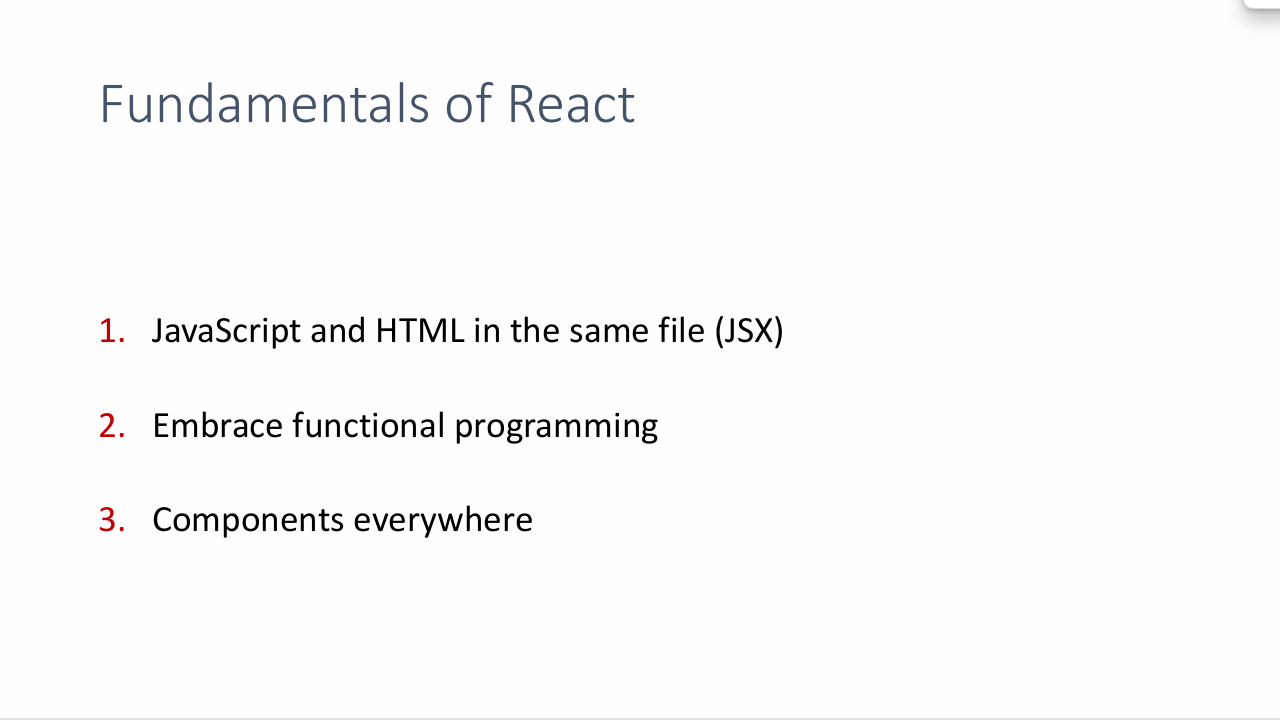 Fundamentals of React
1. JavaScript and HTML in the same file (JSX)
2. Embrace functional programming
3. Components everywhere